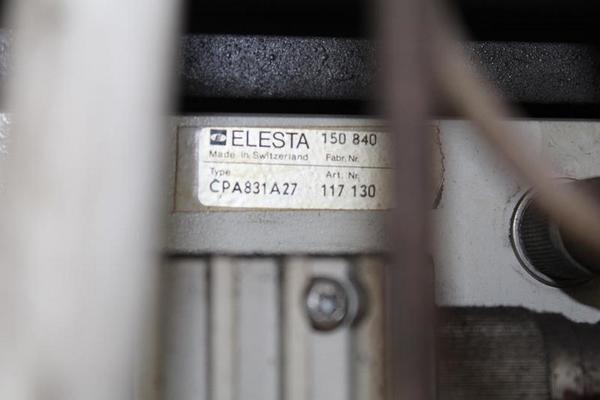 ELESTA 150 840
Made in Switzerland Fabr. Nr.
Type Art. Nr.
CPA831A27 117 130